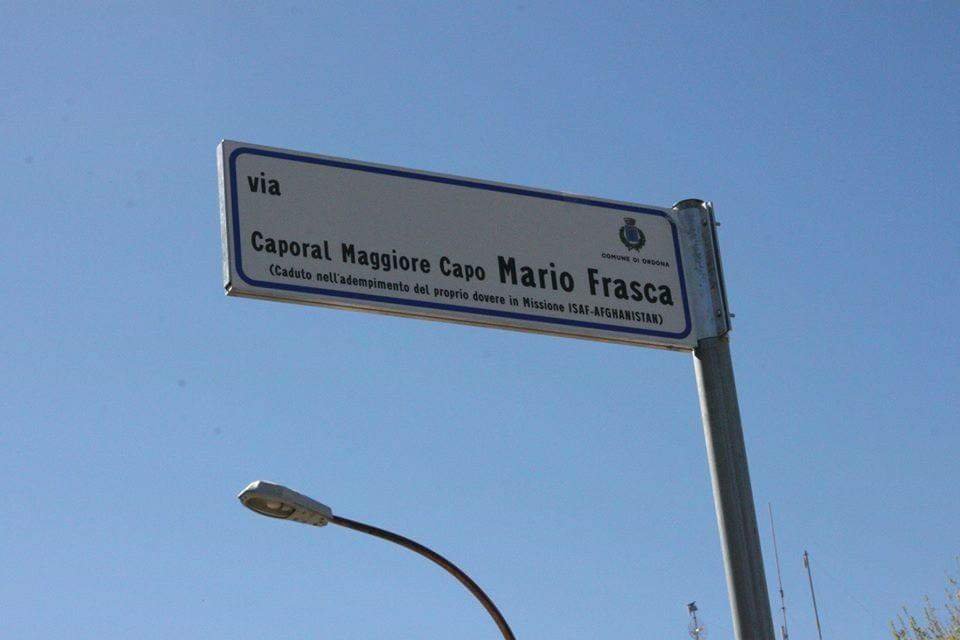 via
COMUNE DI ORDONA
Caporal Maggiore Capo Mario Frasca
(Caduto nell'adempimento del proprio dovere in Missione ISAF-AFGHANISTAN)